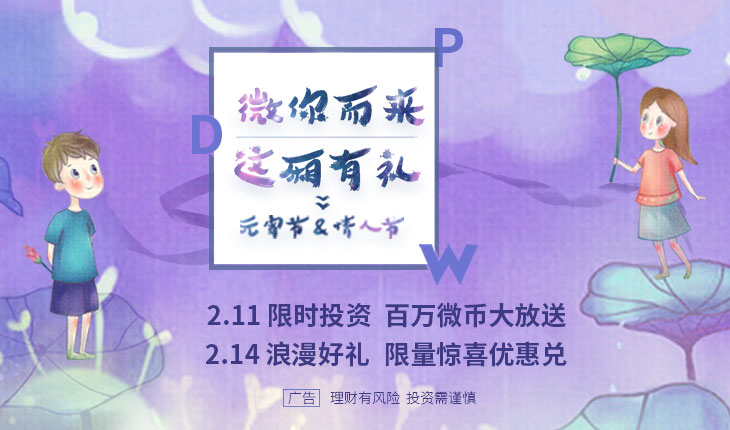 P
D
微你而来
这厢有礼
元宵节&情人节
W
2.11 限时投资 百万微币大放送
2.14 浪漫好礼 限量惊喜优惠兑
广告 理财有风险 投资需谨慎